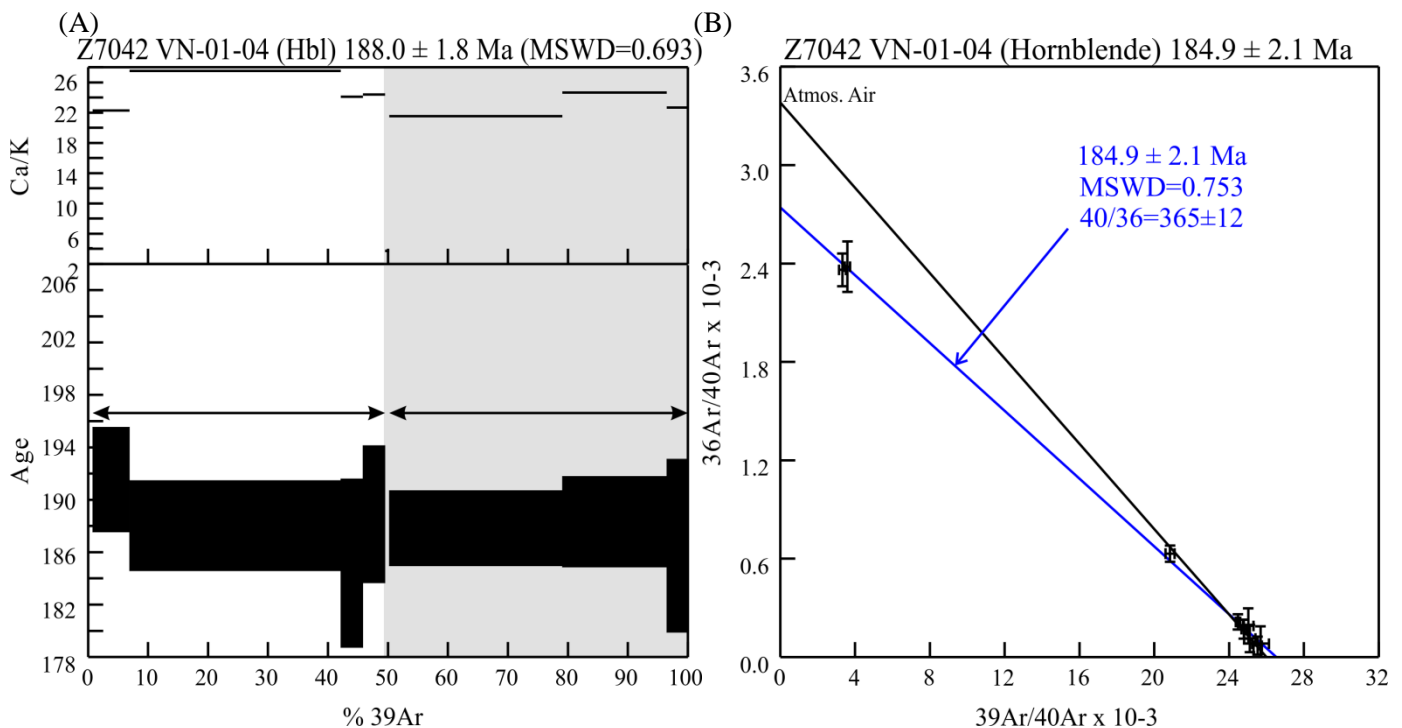 (A)
Z7042 VN-01-04 (Hbl) 188.0 ± 1.8 Ma (MSWD=0.693)
26
22
18
14
10
6
2
Ca/K
206
202
198
194
190
186
182
178
Age
0 10 20 30 40 50 60 70 80 90 100
% 39Ar
(B)
Z7042 VN-01-04 (Hornblende) 184.9 ± 2.1 Ma
3.6
3.0
2.4
1.8
1.2
0.6
0.0
36Ar/40Ar x 10-3
Atmos. Air
184.9 ± 2.1 Ma
MSWD=0.753
40/36=365±12
0 4 8 12 16 20 24 28 32
39Ar/40Ar x 10-3